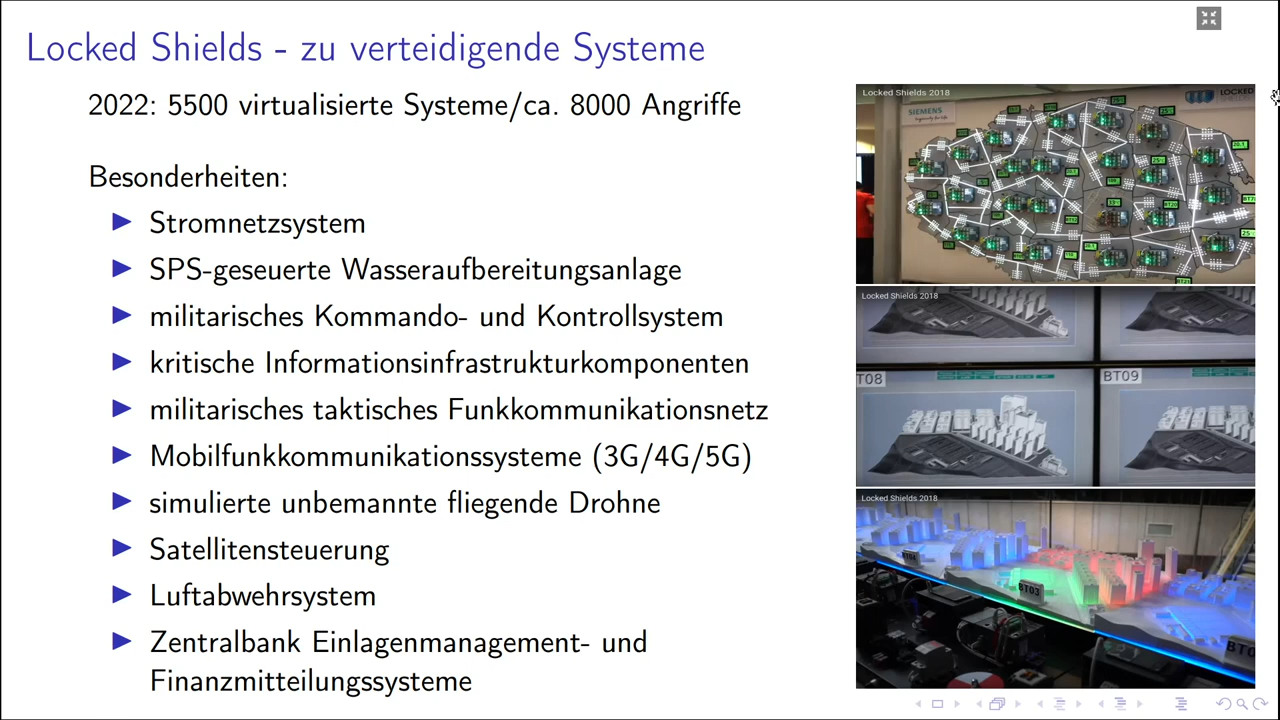 Locked Shields - zu verteidigende Systeme
2022: 5500 virtualisierte Systeme/ca. 8000 Angriffe
Besonderheiten:
Stromnetzsystem
SPS-geseuerte Wasseraufbereitungsanlage
militarisches Kommando- und Kontrollsystem
kritische Informationsinfrastrukturkomponenten
militarisches taktisches Funkkommunikationsnetz
Mobilfunkkommunikationssysteme (3G/4G/5G)
simulierte unbemannte fliegende Drohne
Satellitensteuerung
Luftabwehrsystem
Zentralbank Einlagenmanagement- und
Finanzmitteilungssysteme
Locked Shields 2018
SIEMENS
LOCKED
Locked Shields 2018
T08
BT09
Locked Shields 2018
BT04
BT03